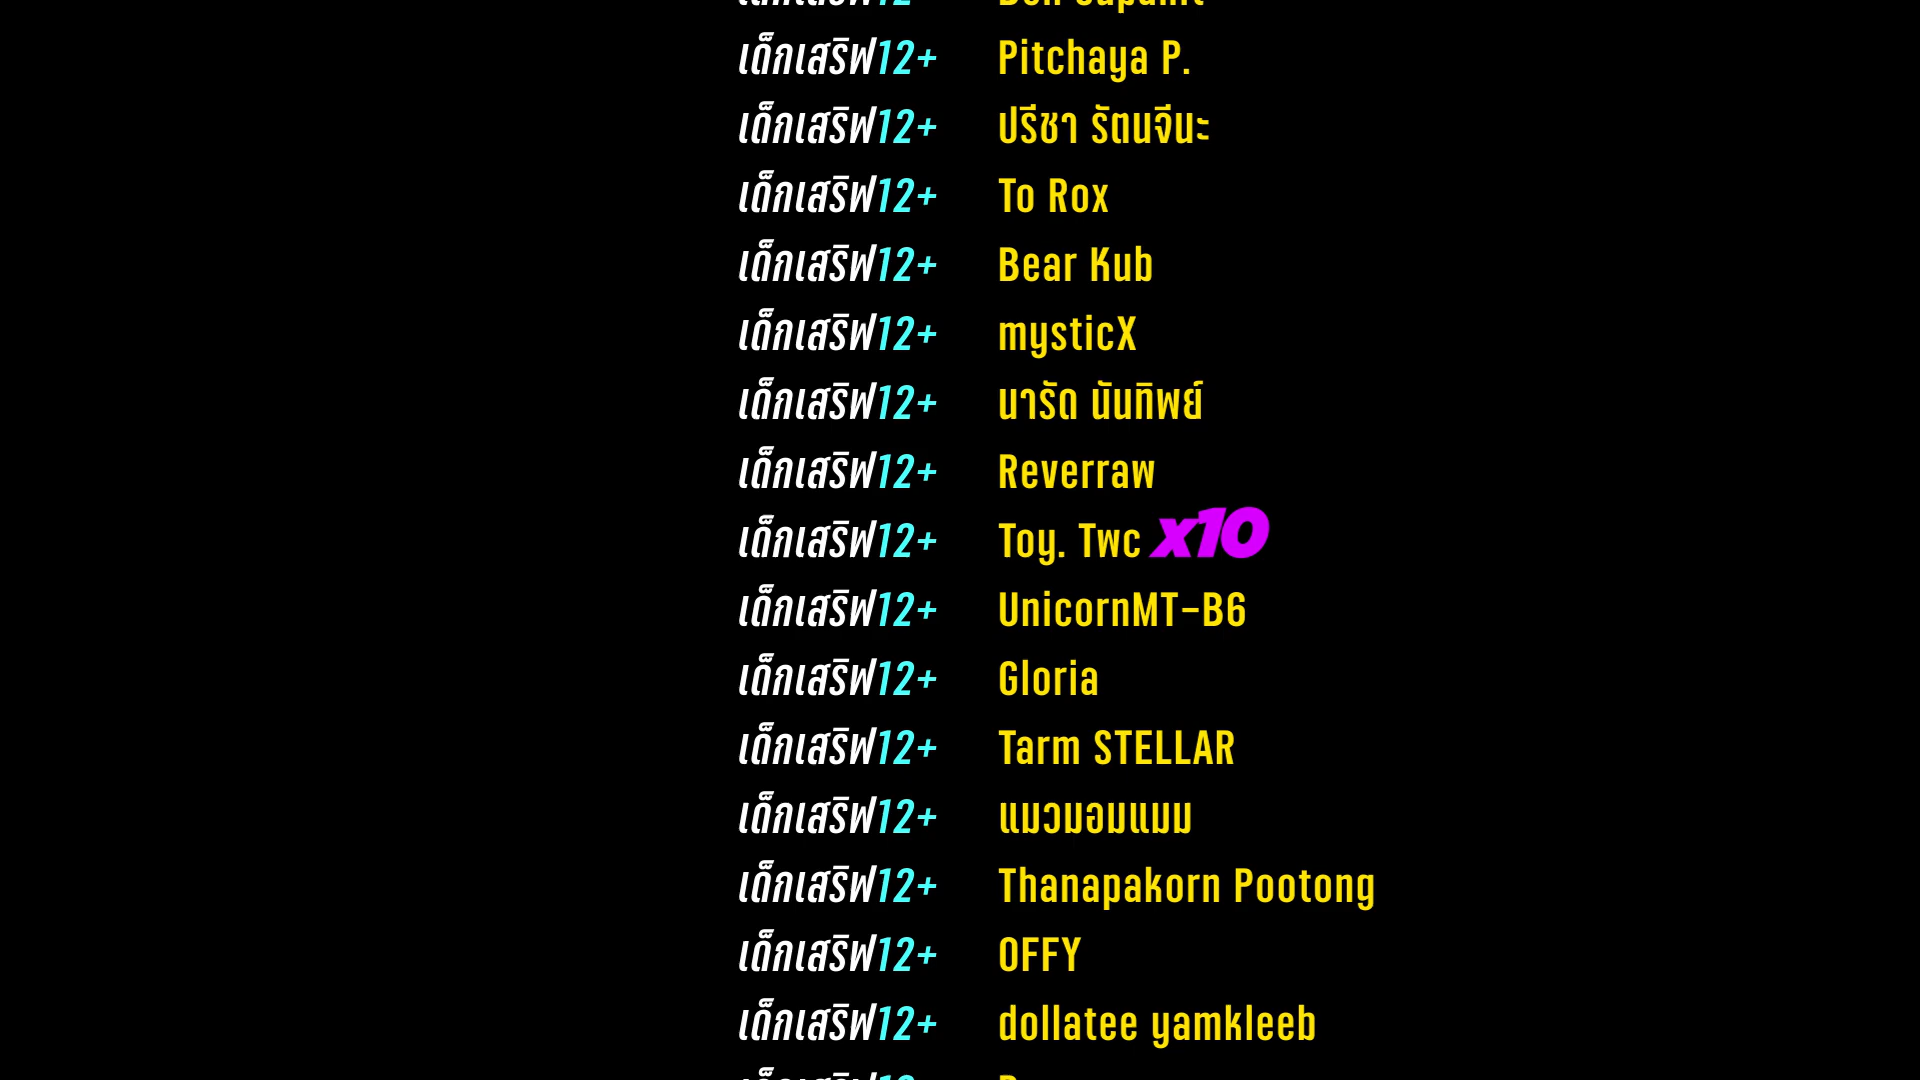 เด็กเสริฟ12+ Pitchaya P.
เด็กเสริฟ12+ ปรีชา รัตนจีนะ
เด็กเสริฟ12+ To Rox
เด็กเสริฟ12+ Bear Kub
เด็กเสริฟ12+ mysticX
เด็กเสริฟ12+ นารัด นันทิพย์
เด็กเสริฟ12+ Reverraw
เด็กเสริฟ12+ Toy. Twc x10
เด็กเสริฟ12+ UnicornMT-B6
เด็กเสริฟ12+ Gloria
เด็กเสริฟ12+ Tarm STELLAR
เด็กเสริฟ12+ แมวมอมแมม
เด็กเสริฟ12+ Thanapakorn Pootong
เด็กเสริฟ12+ OFFY
เด็กเสริฟ12+ dollatee yamkleeb